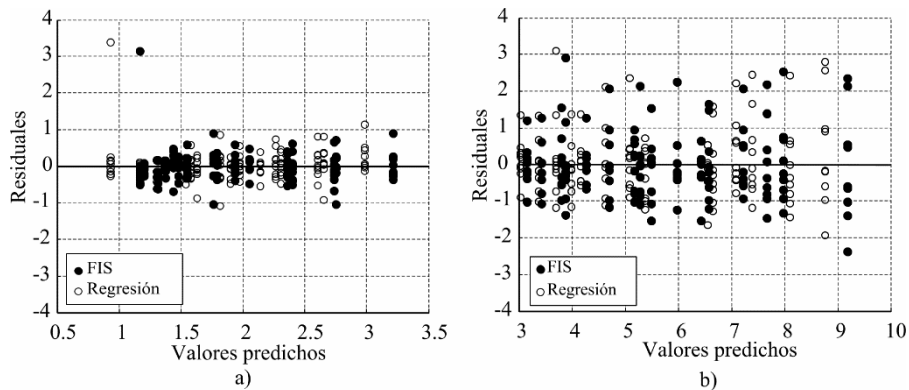 4
3
2
1
0
-1
-2
-3
-4
Residuales
FIS
Regresión
0.5 1 1.5 2 2.5 3 3.5
Valores predichos
a)
4
3
2
1
0
-1
-2
-3
-4
Residuales
FIS
Regresión
3 4 5 6 7 8 9 10
Valores predichos
b)